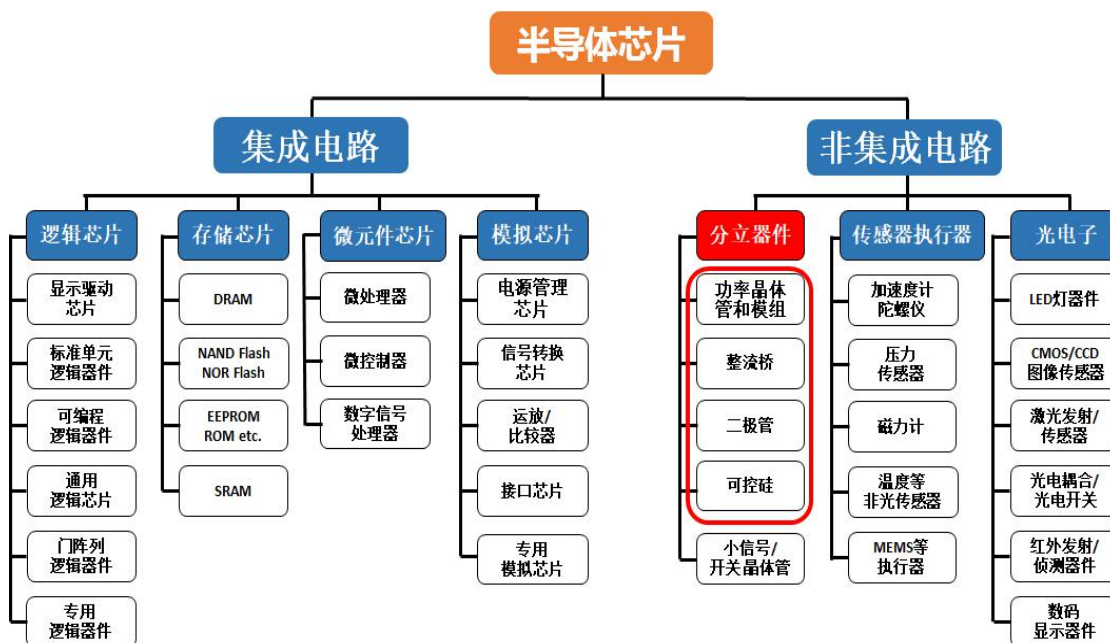 半导体芯片
集成电路
非集成电路
逻辑芯片
显示驱动
芯片
标准单元
逻辑器件
可编程
逻辑器件
通用
逻辑芯片
门阵列
逻辑器件
专用
逻辑器件
存储芯片
DRAM
NAND Flash
NOR Flash
EEPROM
ROM etc.
SRAM
微元件芯片
微处理器
微控制器
数字信号
处理器
模拟芯片
电源管理
芯片
信号转换
芯片
运放/
比较器
接口芯片
专用
模拟芯片
分立器件
功率晶体
管和模组
整流桥
二极管
可控硅
小信号/
开关晶体管
传感器执行器
加速度计
陀螺仪
压力
传感器
磁力计
温度等
非光传感器
MEMS等
执行器
光电子
LED灯器件
CMOS/CCD
图像传感器
激光发射/
传感器
光电耦合/
光电开关
红外发射/
侦测器件
数码
显示器件